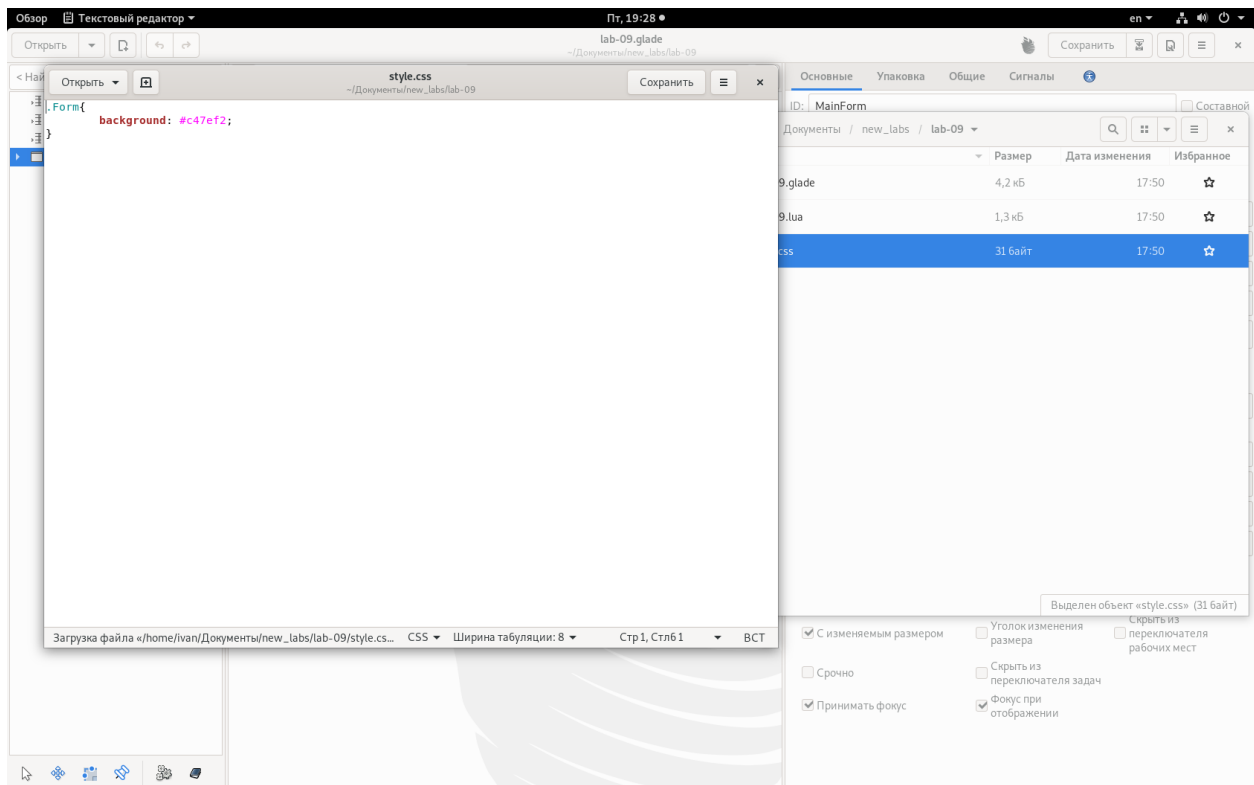 Обзор Текстовый редактор Пт, 19:28 en
Открыть lab-09.glade Сохранить
~/Документы/new_labs/lab-09
< Най
Открыть style.css Сохранить
~/Документы/new_labs/lab-09
.Form{
background: #c47ef2;
}
Загрузка файла «/home/ivan/Документы/new_labs/lab-09/style.cs... CSS Ширина табуляции: 8 Стр 1, Стлб 1 ВСТ
Основные Упаковка Общие Сигналы
ID: MainForm Составной
Документы / new_labs / lab-09
Размер Дата изменения Избранное
9.glade 4,2 кБ 17:50
9.lua 1,3 кБ 17:50
css 31 байт 17:50
Выделен объект «style.css» (31 байт)
С изменяемым размером
Уголок изменения
размера
Скрыть из
переключателя
рабочих мест
Срочно
Скрыть из
переключателя задач
Принимать фокус
Фокус при
отображении